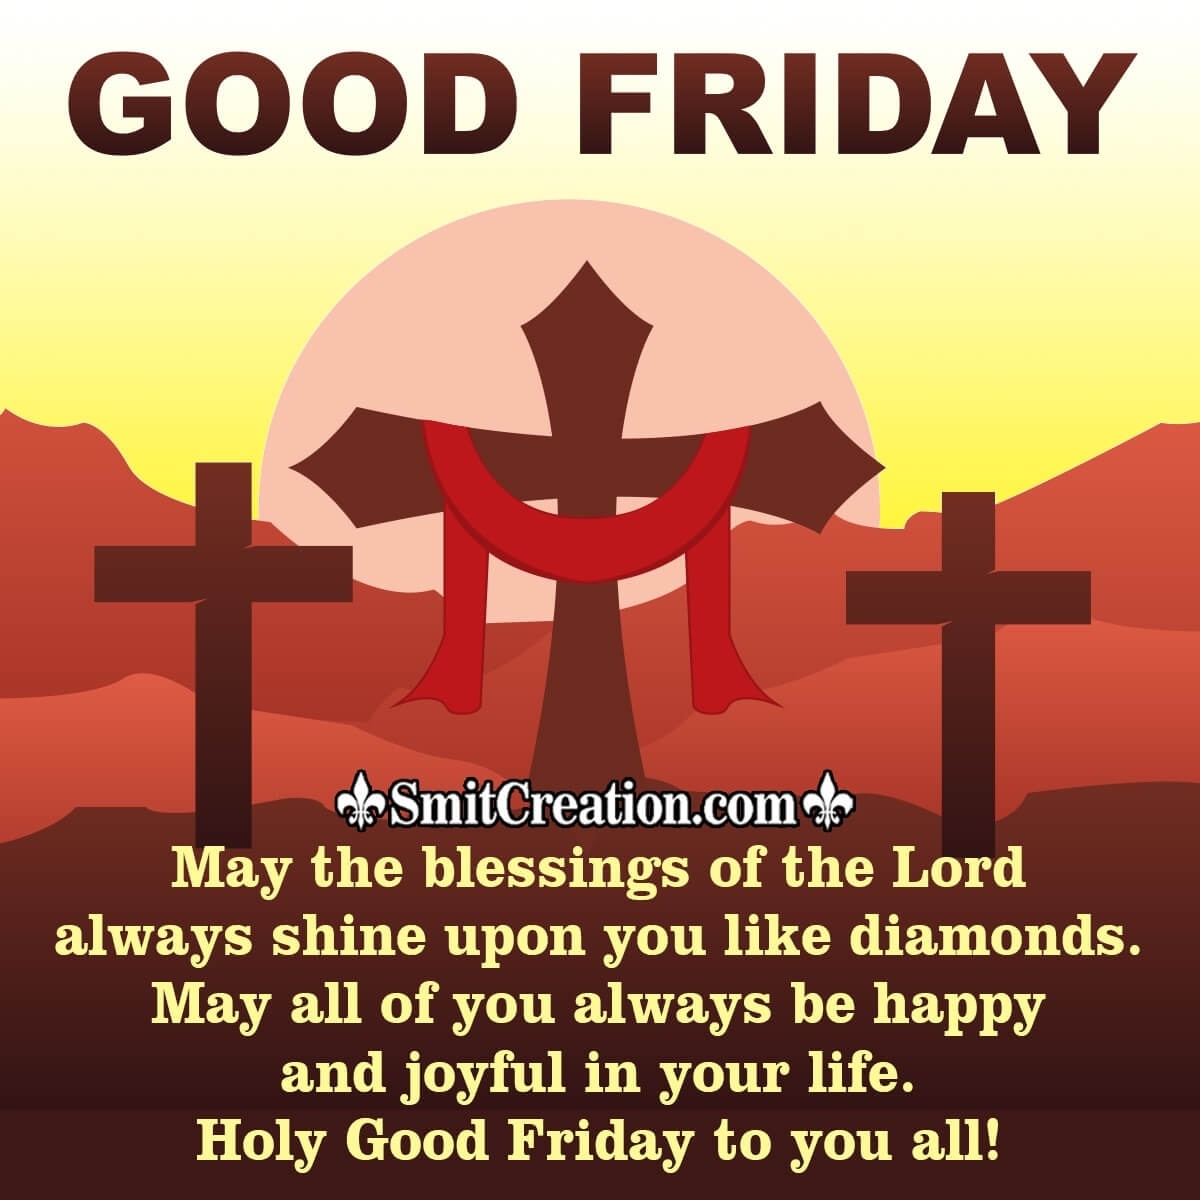 GOOD FRIDAY
SmitCreation.com
May the blessings of the Lord
always shine upon you like diamonds.
May all of you always be happy
and joyful in your life.
Holy Good Friday to you all!